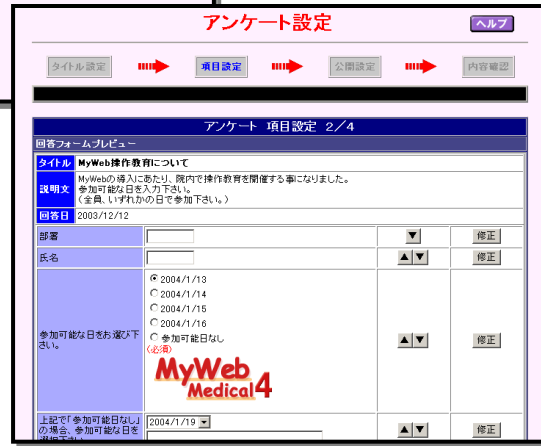 アンケート設定
ヘルプ
タイトル設定
項目設定
公開設定
内容確認
アンケート 項目設定 2/4
回答フォームプレビュー
タイトル MyWeb操作教育について
説明文
MyWebの導入にあたり、院内で操作教育を開催する事になりました。
参加可能な日を入力下さい。
(全員、いずれかの日で参加下さい。)
回答日 2003/12/12
部署
▼
修正
氏名
▲ ▼
修正
参加可能な日をお選び下
さい。
2004/1/13
2004/1/14
2004/1/15
2004/1/16
参加可能日なし
(必須)
MyWeb
Medical4
▲ ▼
修正
上記で「参加可能日なし」
の場合、参加可能な日を
選択下さい
2004/1/19
▲ ▼
修正